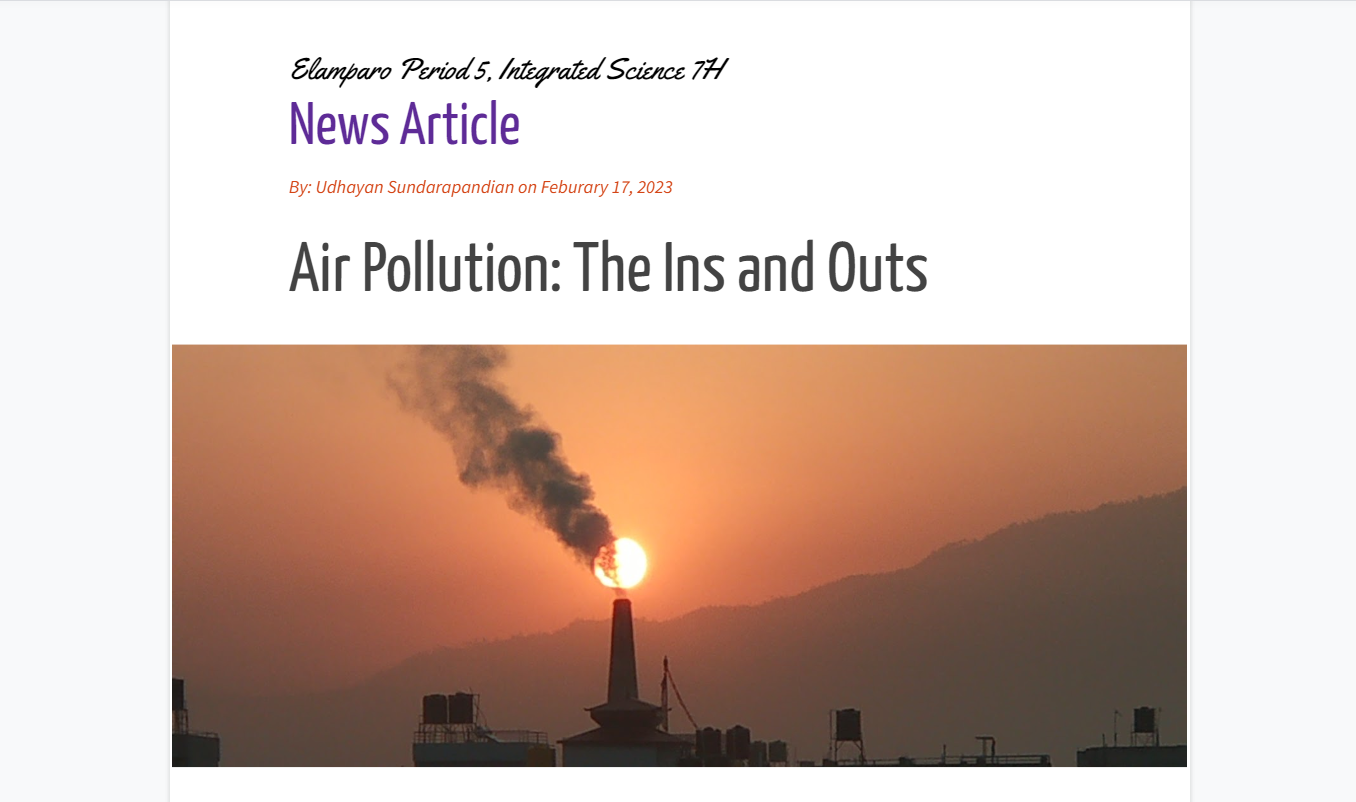 Elamparo Period 5, Integrated Science 7H
News Article
By: Udhayan Sundarapandian on Feburary 17, 2023
Air Pollution: The Ins and Outs